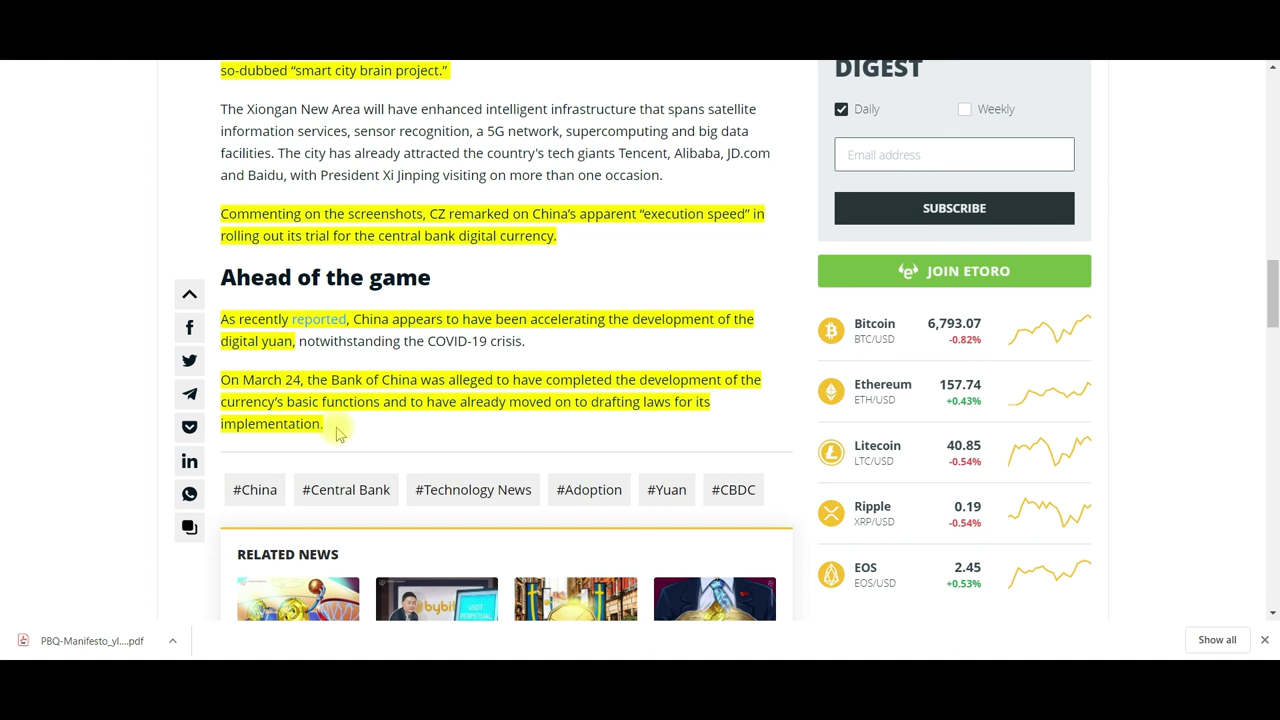 so-dubbed “smart city brain project.”
The Xiongan New Area will have enhanced intelligent infrastructure that spans satellite
information services, sensor recognition, a 5G network, supercomputing and big data
facilities. The city has already attracted the country's tech giants Tencent, Alibaba, JD.com
and Baidu, with President Xi Jinping visiting on more than one occasion.
Commenting on the screenshots, CZ remarked on China’s apparent “execution speed” in
rolling out its trial for the central bank digital currency.
Ahead of the game
As recently reported, China appears to have been accelerating the development of the
digital yuan, notwithstanding the COVID-19 crisis.
On March 24, the Bank of China was alleged to have completed the development of the
currency’s basic functions and to have already moved on to drafting laws for its
implementation.
#China #Central Bank #Technology News #Adoption #Yuan #CBDC
RELATED NEWS
bybit
USDT
PERPETUAL
DIGEST
Daily Weekly
Email address
SUBSCRIBE
JOIN ETORO
Bitcoin 6,793.07
BTC/USD -0.82%
Ethereum 157.74
ETH/USD +0.43%
Litecoin 40.85
LTC/USD -0.54%
Ripple 0.19
XRP/USD -0.54%
EOS 2.45
EOS/USD +0.53%
PBQ-Manifesto_yl....pdf
Show all